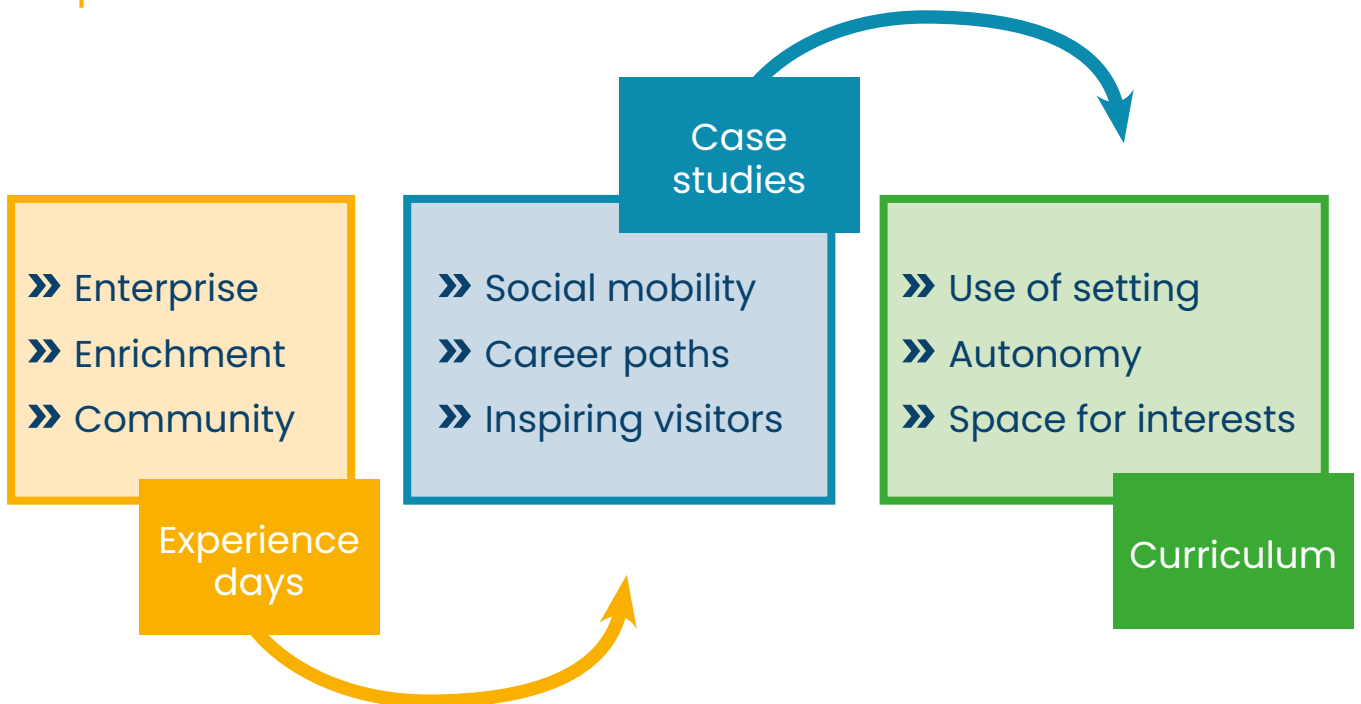 Case
studies
» Enterprise
» Enrichment
» Community
Experience
days
» Social mobility
» Career paths
» Inspiring visitors
» Use of setting
» Autonomy
» Space for interests
Curriculum